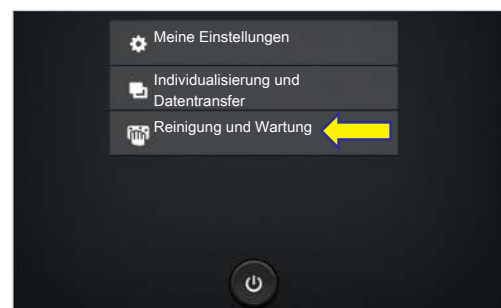 Meine Einstellungen
Individualisierung und
Datentransfer
Reinigung und Wartung